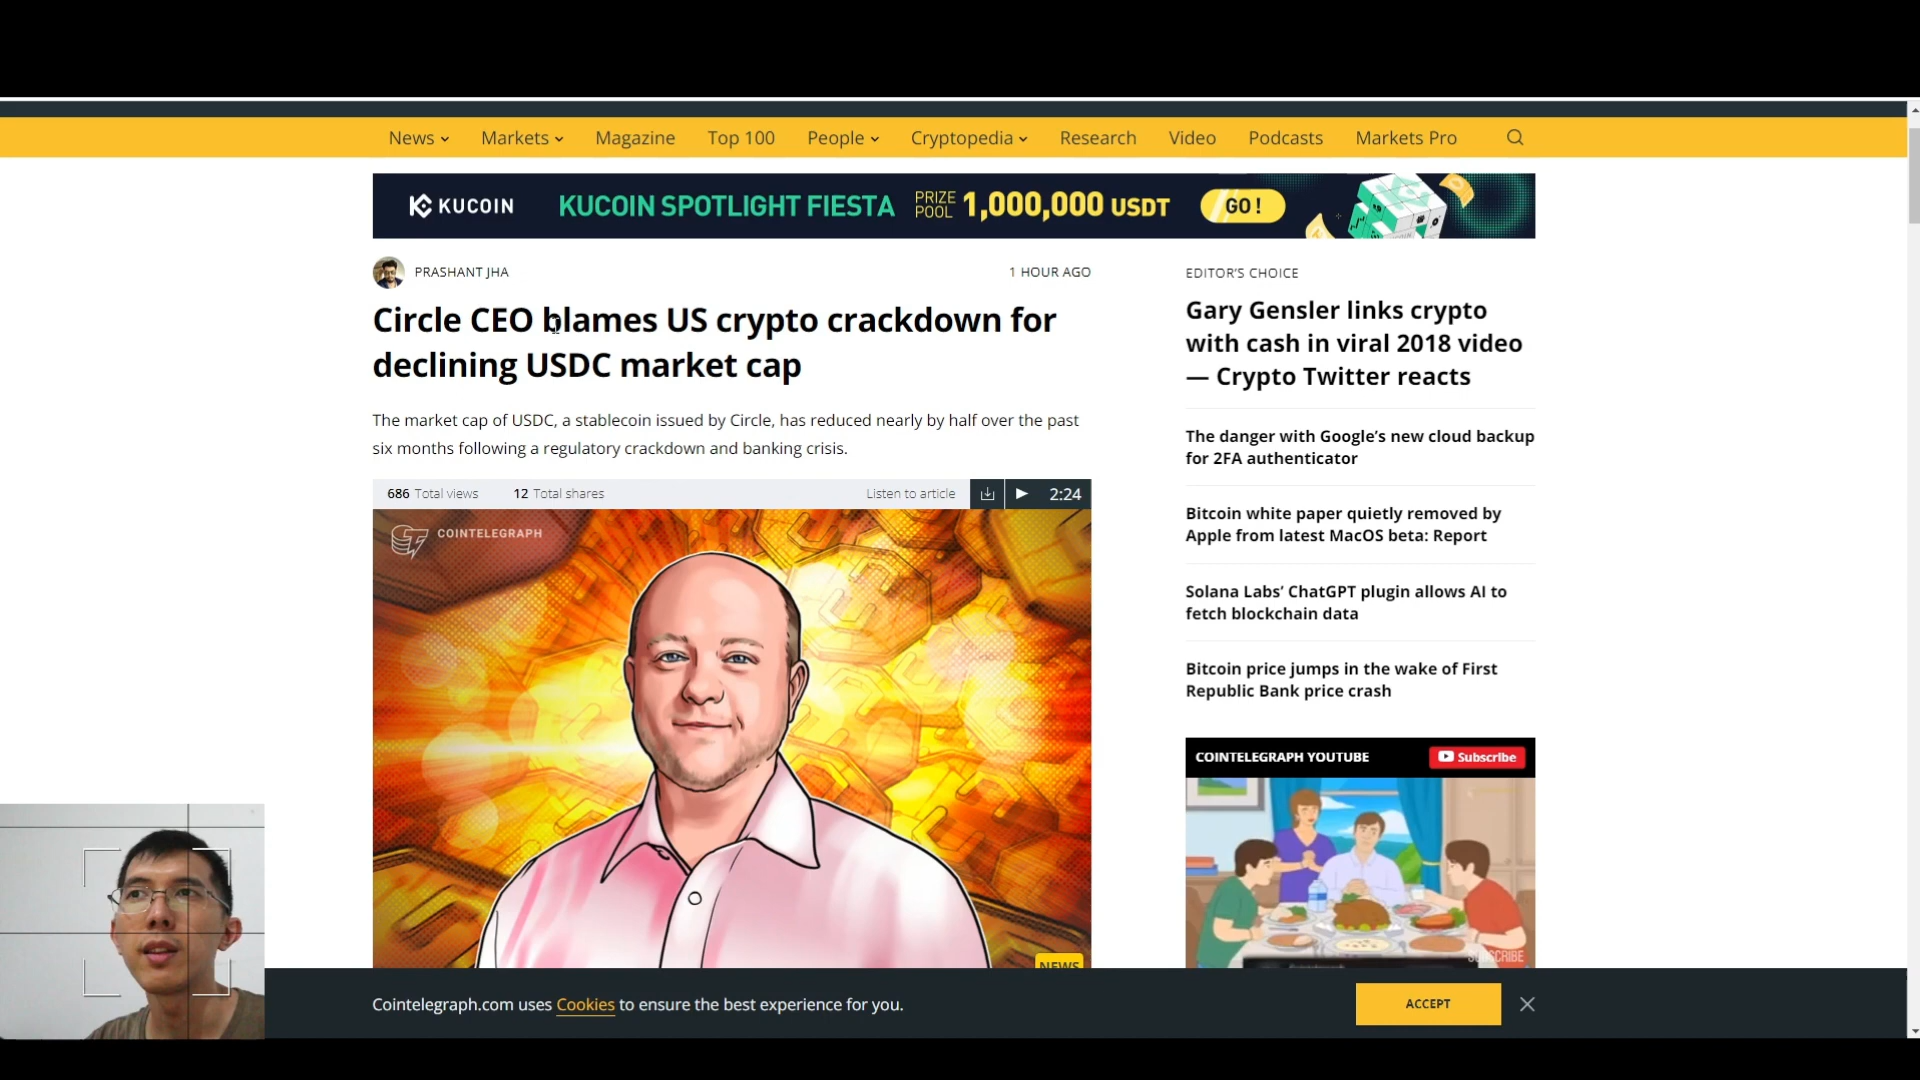 News
Markets
Magazine
Top 100
People
Cryptopedia
Research
Video
Podcasts
Markets Pro
KUCOIN
KUCOIN SPOTLIGHT FIESTA
PRIZE
POOL
1,000,000 USDT
GO !
PRASHANT JHA
1 HOUR AGO
Circle CEO blames US crypto crackdown for
declining USDC market cap
The market cap of USDC, a stablecoin issued by Circle, has reduced nearly by half over the past
six months following a regulatory crackdown and banking crisis.
686 Total views
12 Total shares
Listen to article
2:24
COINTELEGRAPH
NEWS
EDITOR'S CHOICE
Gary Gensler links crypto
with cash in viral 2018 video
— Crypto Twitter reacts
The danger with Google's new cloud backup
for 2FA authenticator
Bitcoin white paper quietly removed by
Apple from latest MacOS beta: Report
Solana Labs' ChatGPT plugin allows AI to
fetch blockchain data
Bitcoin price jumps in the wake of First
Republic Bank price crash
COINTELEGRAPH YOUTUBE
Subscribe
SUBSCRIBE
Cointelegraph.com uses Cookies to ensure the best experience for you.
ACCEPT